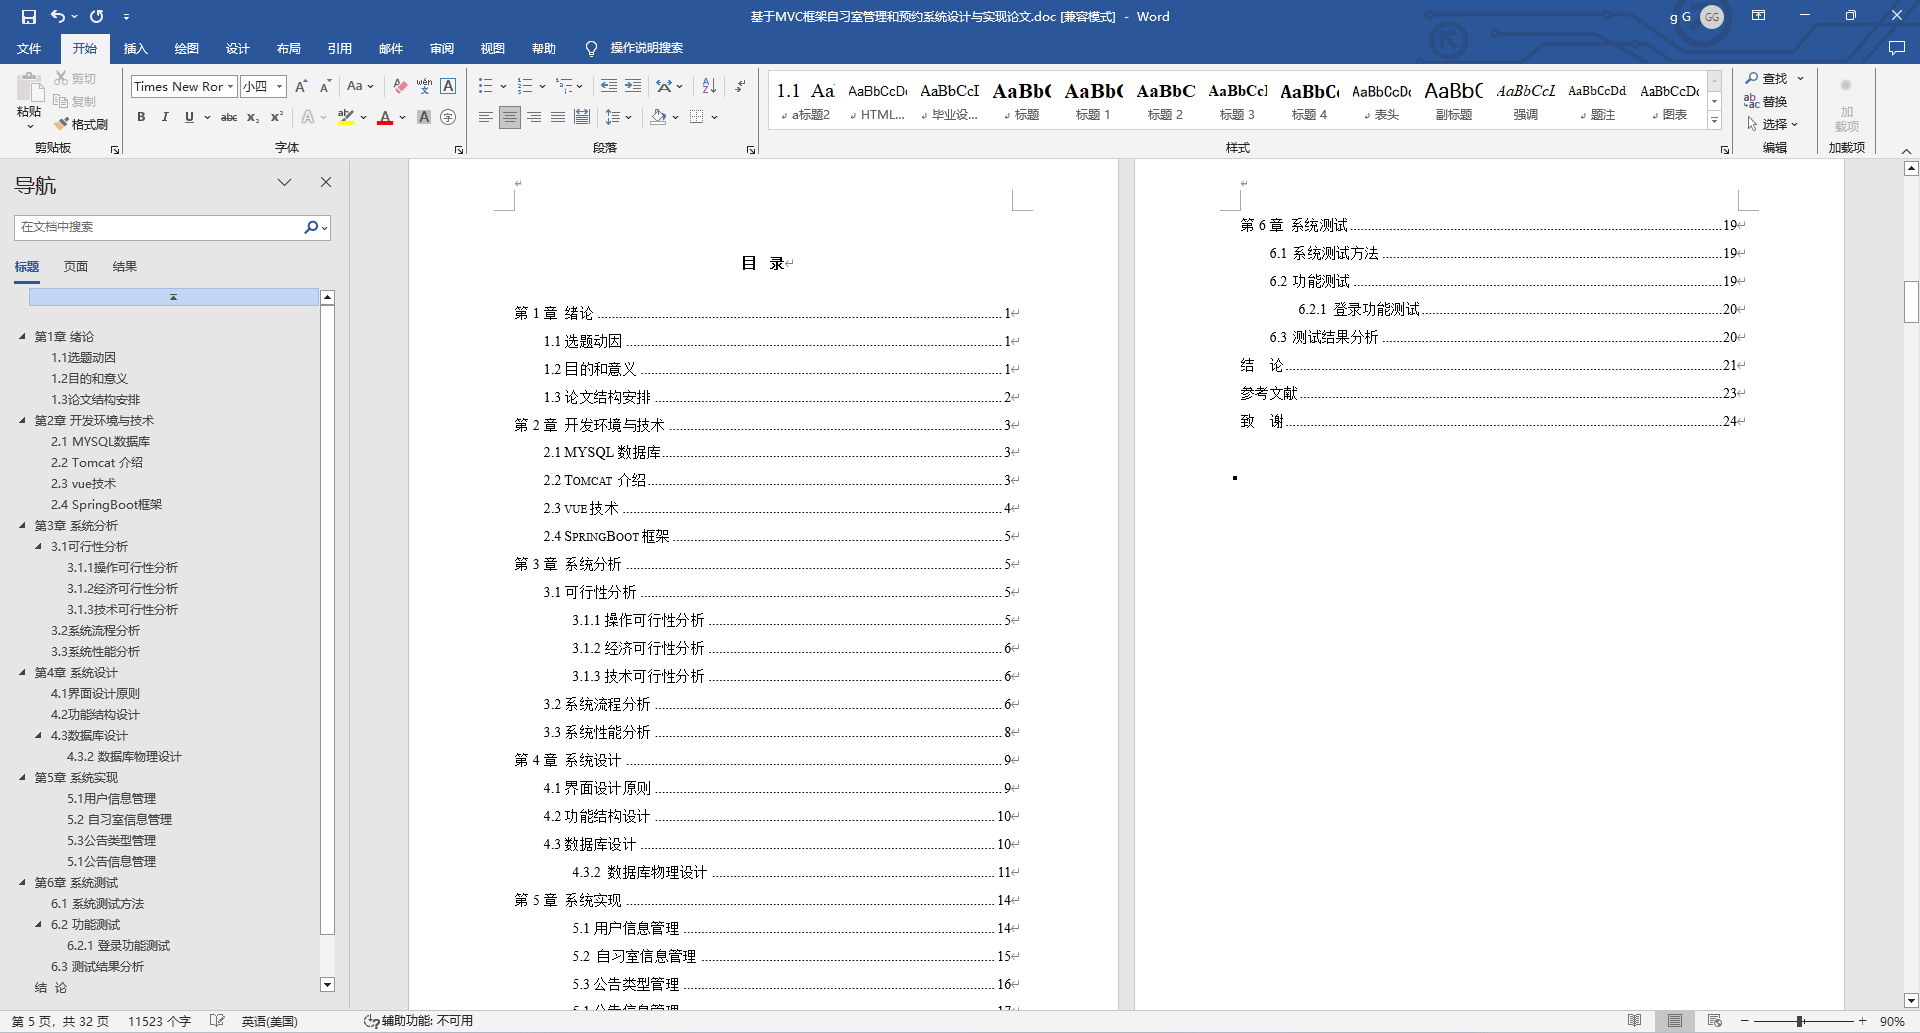 基于MVC框架自习室管理和预约系统设计与实现论文.doc [兼容模式] - Word
g G
GG
文件 开始 插入 绘图 设计 布局 引用 邮件 审阅 视图 帮助 操作说明搜索
粘贴
剪切
复制
格式刷
剪贴板
Times New Ror 小四
字体
段落
1.1 Aa AaBbCcDc AaBbCcI AaBbC AaBbC AaBbC AaBbCcI AaBbCc AaBbCcDc AaBbC AaBbCcL AaBbCcDd AaBbCcDc
a标题2 HTML... 毕业设... 标题 标题 1 标题 2 标题 3 标题 4 表头 副标题 强调 题注 图表
样式
查找
替换
选择
编辑
加
载项
加载项
导航
在文档中搜索
标题 页面 结果
第1章 绪论
1.1选题动因
1.2目的和意义
1.3论文结构安排
第2章 开发环境与技术
2.1 MYSQL数据库
2.2 Tomcat 介绍
2.3 vue技术
2.4 SpringBoot框架
第3章 系统分析
3.1可行性分析
3.1.1操作可行性分析
3.1.2经济可行性分析
3.1.3技术可行性分析
3.2系统流程分析
3.3系统性能分析
第4章 系统设计
4.1界面设计原则
4.2功能结构设计
4.3数据库设计
4.3.2 数据库物理设计
第5章 系统实现
5.1用户信息管理
5.2 自习室信息管理
5.3公告类型管理
5.1公告信息管理
第6章 系统测试
6.1 系统测试方法
6.2 功能测试
6.2.1 登录功能测试
6.3 测试结果分析
结 论
目 录
第 1 章 绪论 1
1.1 选题动因 1
1.2 目的和意义 1
1.3 论文结构安排 2
第 2 章 开发环境与技术 3
2.1 MYSQL 数据库 3
2.2 TOMCAT 介绍 3
2.3 VUE 技术 4
2.4 SPRINGBOOT 框架 5
第 3 章 系统分析 5
3.1 可行性分析 5
3.1.1 操作可行性分析 5
3.1.2 经济可行性分析 6
3.1.3 技术可行性分析 6
3.2 系统流程分析 6
3.3 系统性能分析 8
第 4 章 系统设计 9
4.1 界面设计原则 9
4.2 功能结构设计 10
4.3 数据库设计 10
4.3.2 数据库物理设计 11
第 5 章 系统实现 14
5.1 用户信息管理 14
5.2 自习室信息管理 15
5.3 公告类型管理 16
5.1 公告信息管理 17
第 6 章 系统测试 19
6.1 系统测试方法 19
6.2 功能测试 19
6.2.1 登录功能测试 20
6.3 测试结果分析 20
结 论 21
参考文献 23
致 谢 24
第 5 页，共 32 页 11523 个字 英语(美国) 辅助功能: 不可用 90%